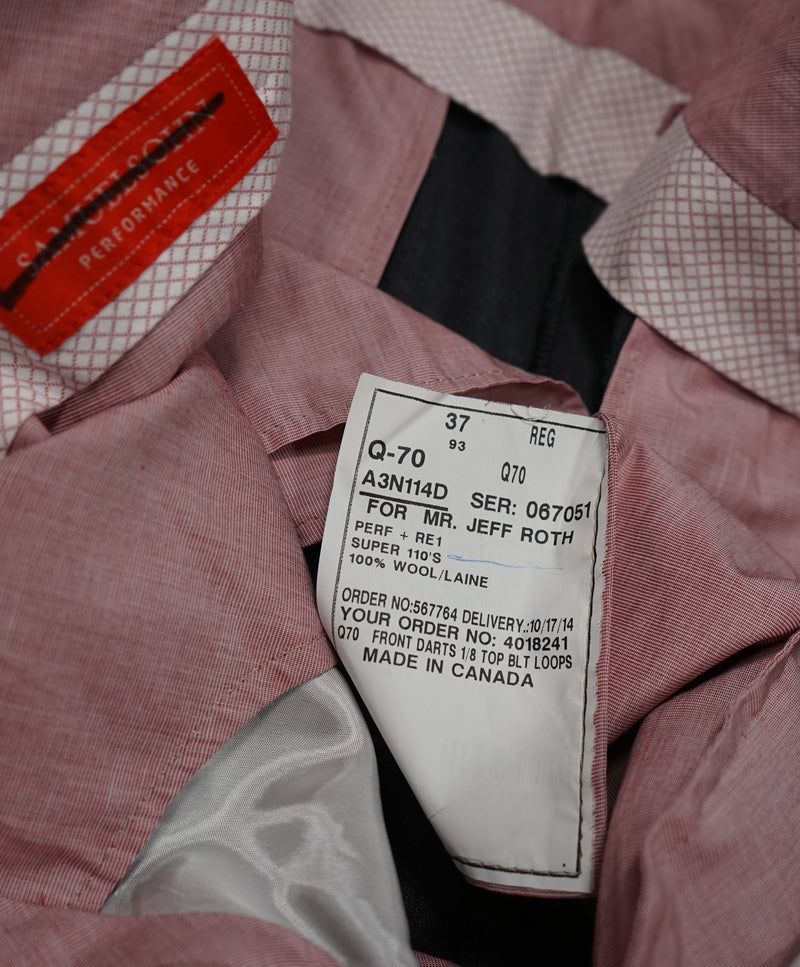 SAMUELSOHN
PERFORMANCE
37 REG
93
Q-70 Q70
A3N114D SER: 067051
FOR MR. JEFF ROTH
PERF + RE1
SUPER 110'S
100% WOOL/LAINE
ORDER NO:567764 DELIVERY.:10/17/14
YOUR ORDER NO: 4018241
Q70 FRONT DARTS 1/8 TOP BLT LOOPS
MADE IN CANADA